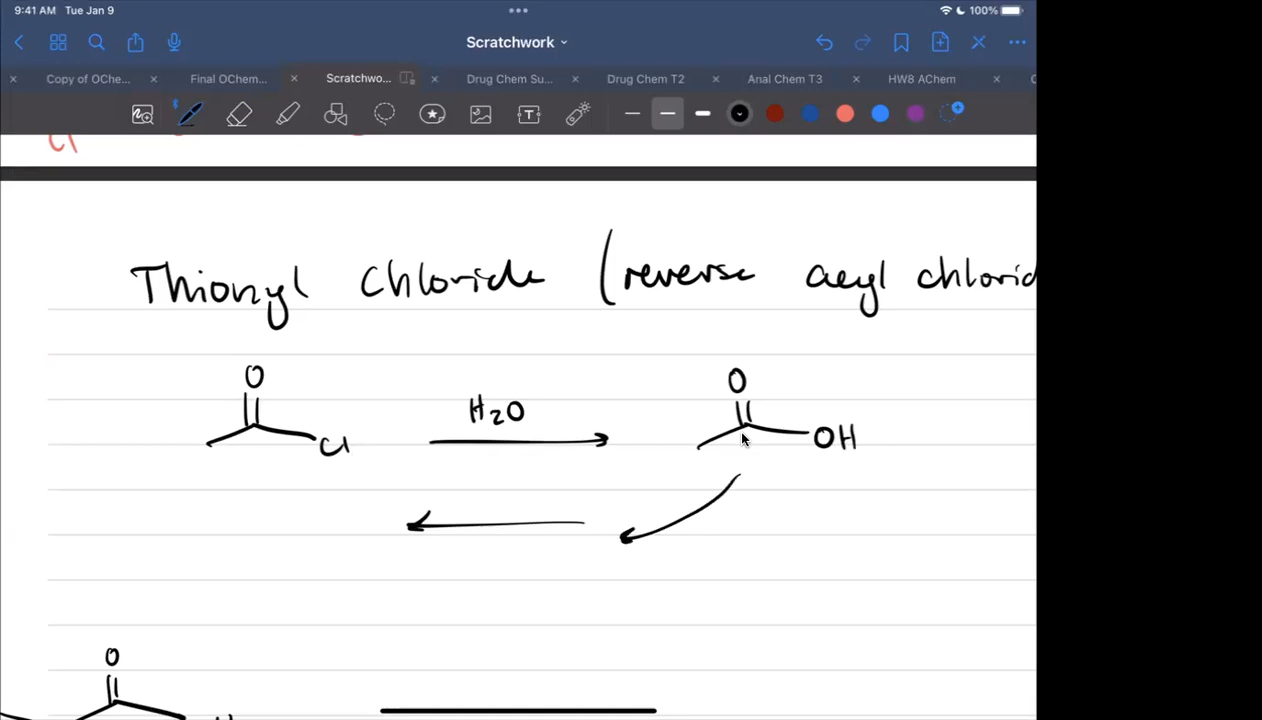 9:41 AM Tue Jan 9
100%
Scratchwork
Copy of OChe...
Final OChem...
Scratchwo...
Drug Chem Su...
Drug Chem T2
Anal Chem T3
HW8 AChem
Cl
Thionyl Chloride (reverse acyl chlorid
O
Cl
H2O
O
OH
O